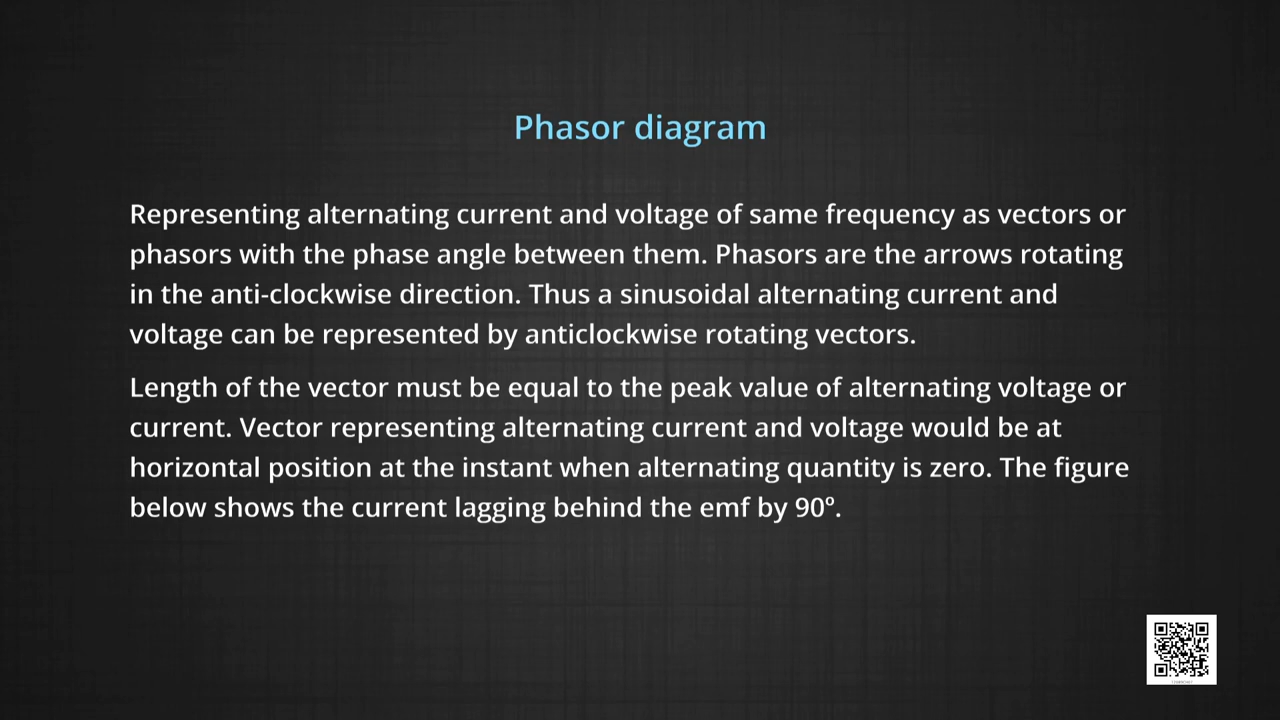 Phasor diagram
Representing alternating current and voltage of same frequency as vectors or
phasors with the phase angle between them. Phasors are the arrows rotating
in the anti-clockwise direction. Thus a sinusoidal alternating current and
voltage can be represented by anticlockwise rotating vectors.
Length of the vector must be equal to the peak value of alternating voltage or
current. Vector representing alternating current and voltage would be at
horizontal position at the instant when alternating quantity is zero. The figure
below shows the current lagging behind the emf by 90º.